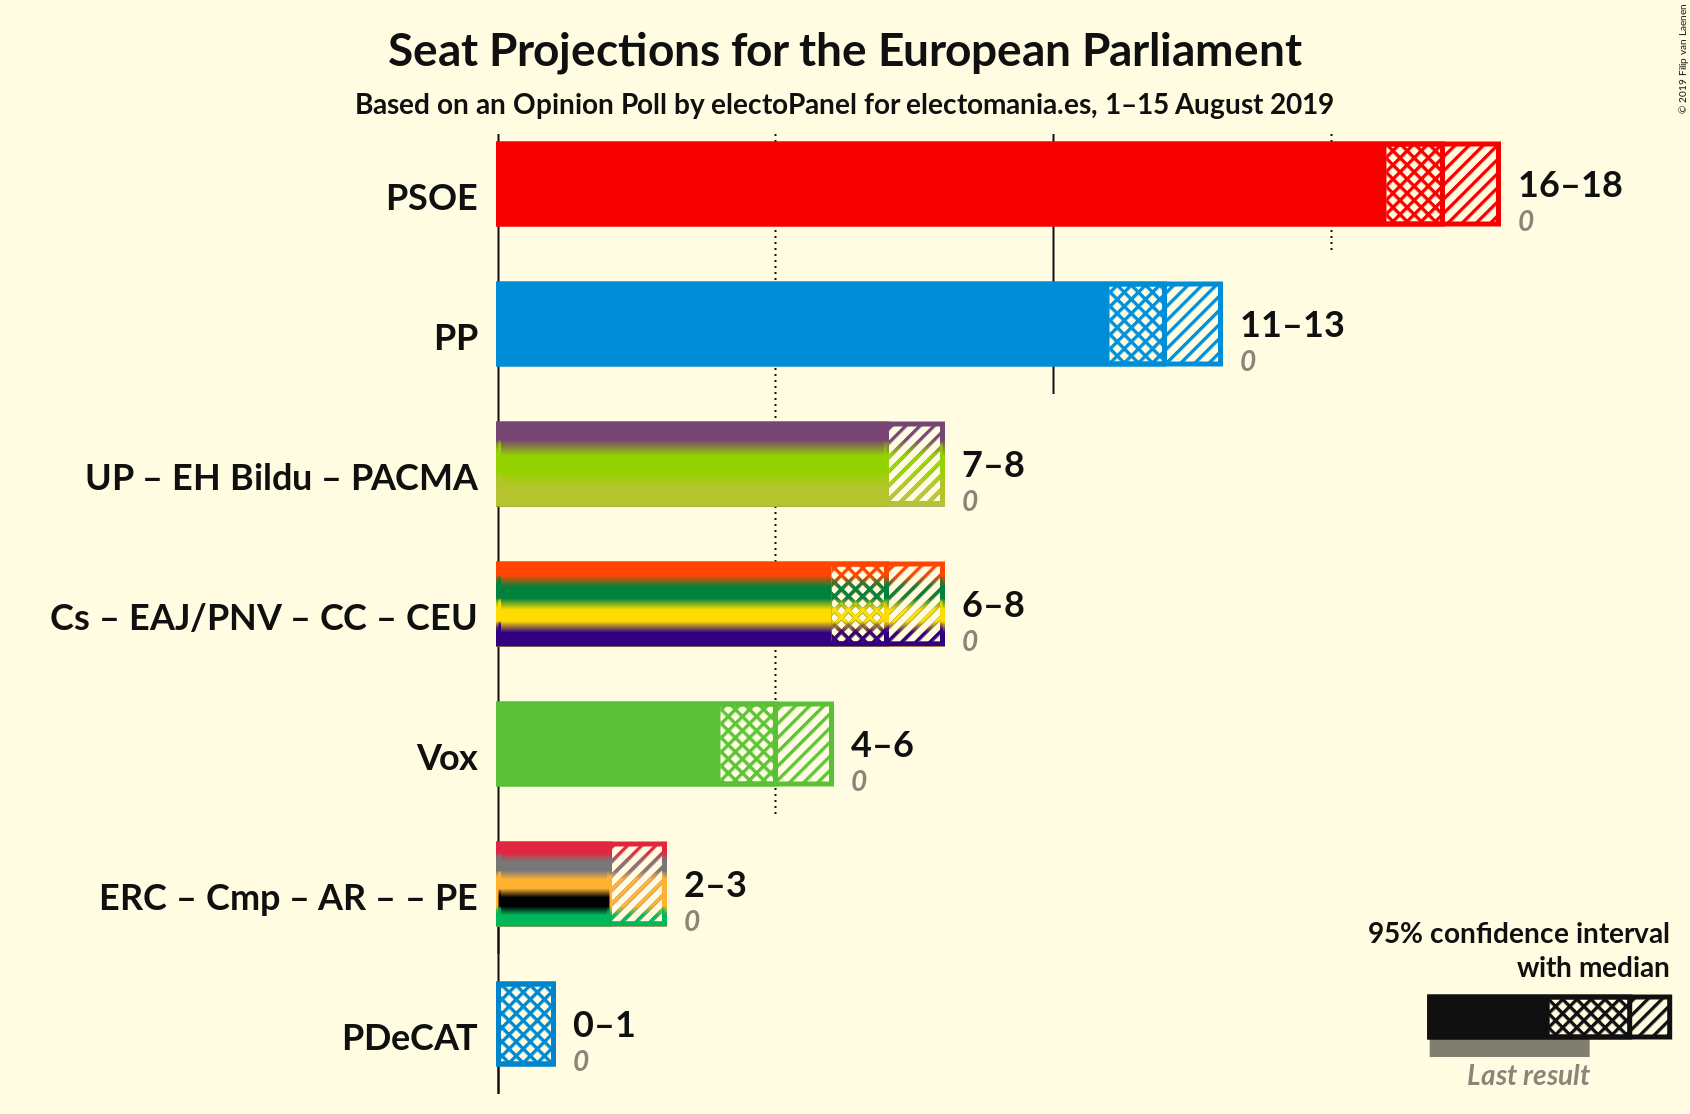 Seat Projections for the European Parliament
Based on an Opinion Poll by electoPanel for electomania.es, 1–15 August 2019
© 2019 Filip van Laenen
PSOE
16–18
0
PP
11–13
0
UP – EH Bildu – PACMA
7–8
0
Cs – EAJ/PNV – CC – CEU
6–8
0
Vox
4–6
0
ERC – Cmp – AR – – PE
2–3
0
PDeCAT
0–1
0
95% confidence interval
with median
Last result